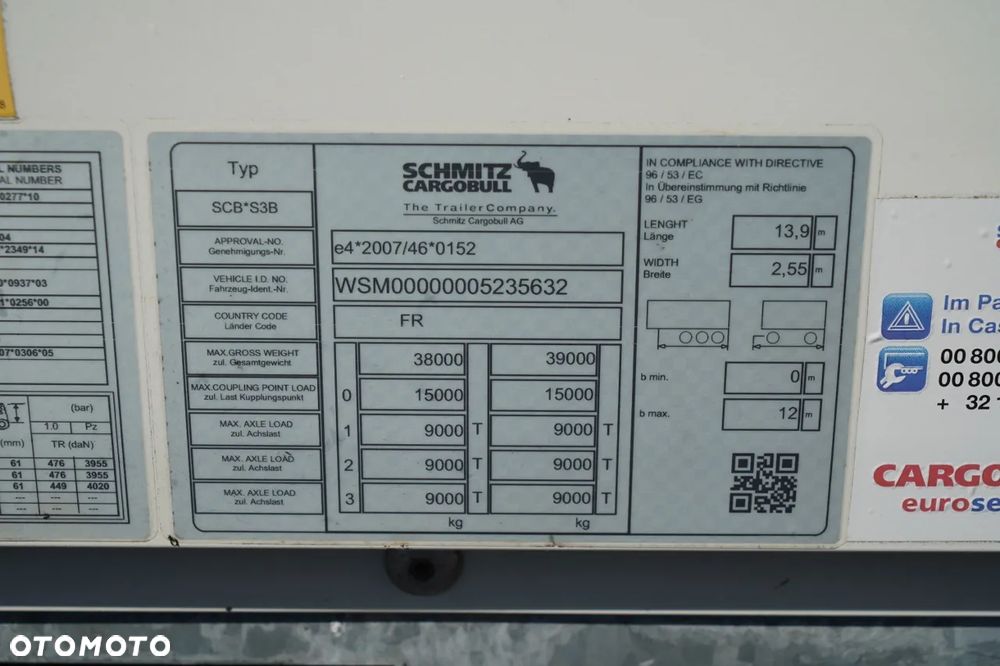 8
L NUMBERS
AL NUMBER
0277*10
04
*2349*14
0*0937*03
1*0256*00
07*0306*05
(bar)
1.0 Pz
(mm) TR (daN)
61 476 3955
61 476 3955
61 449 4020
--- --- ---
--- --- ---
Typ
SCB*S3B
SCHMITZ
CARGOBULL
The TrailerCompany.
Schmitz Cargobull AG
APPROVAL-NO.
Genehmigungs-Nr.
e4*2007/46*0152
VEHICLE I.D. NO.
Fahrzeug-Ident.-Nr.
WSM00000005235632
COUNTRY CODE
Länder Code
FR
MAX.GROSS WEIGHT
zul. Gesamtgewicht
38000 39000
MAX.COUPLING POINT LOAD
zul. Last Kupplungspunkt
0 15000 15000
MAX. AXLE LOAD
zul. Achslast
1 9000 T 9000 T
MAX. AXLE LOAD
zul. Achslast
2 9000 T 9000 T
MAX. AXLE LOAD
zul. Achslast
3 9000 T 9000 T
kg kg
IN COMPLIANCE WITH DIRECTIVE
96 / 53 / EC
In Übereinstimmung mit Richtlinie
96 / 53 / EG
LENGHT
Länge
13,9 m
WIDTH
Breite
2,55 m
b min. 0 m
b max. 12 m
Im Pa
In Cas
00 800
00 800
+ 32 1
CARGO
eurose
OTOMOTO